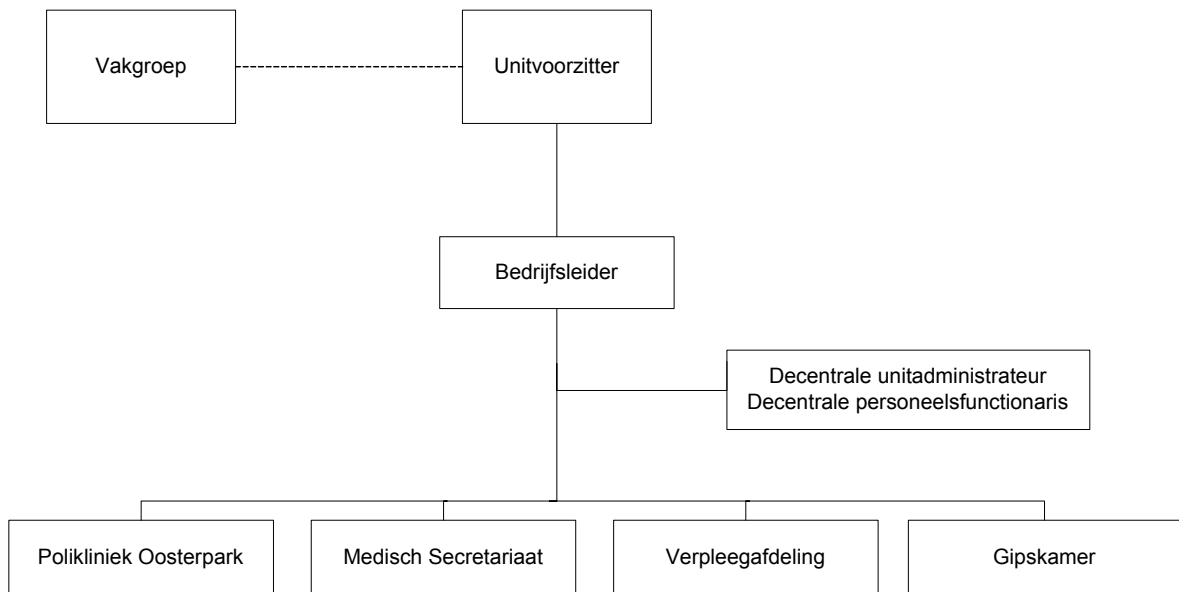 Vakgroep
Unitvoorzitter
Bedrijfsleider
Decentrale unitadministrateur
Decentrale personeelsfunctionaris
Polikliniek Oosterpark
Medisch Secretariaat
Verpleegafdeling
Gipskamer